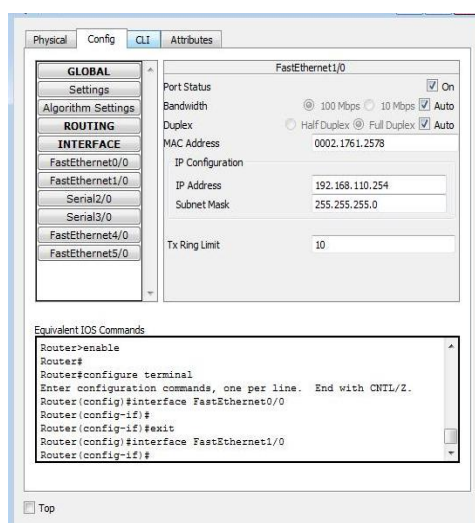 Physical Config CLI Attributes
GLOBAL
Settings
Algorithm Settings
ROUTING
INTERFACE
FastEthernet0/0
FastEthernet1/0
Serial2/0
Serial3/0
FastEthernet4/0
FastEthernet5/0
FastEthernet1/0
Port Status On
Bandwidth 100 Mbps 10 Mbps Auto
Duplex Half Duplex Full Duplex Auto
MAC Address 0002.1761.2578
IP Configuration
IP Address 192.168.110.254
Subnet Mask 255.255.255.0
Tx Ring Limit 10
Equivalent IOS Commands
Router>enable
Router#
Router#configure terminal
Enter configuration commands, one per line. End with CNTL/Z.
Router(config)#interface FastEthernet0/0
Router(config-if)#
Router(config-if)#exit
Router(config)#interface FastEthernet1/0
Router(config-if)#
Top